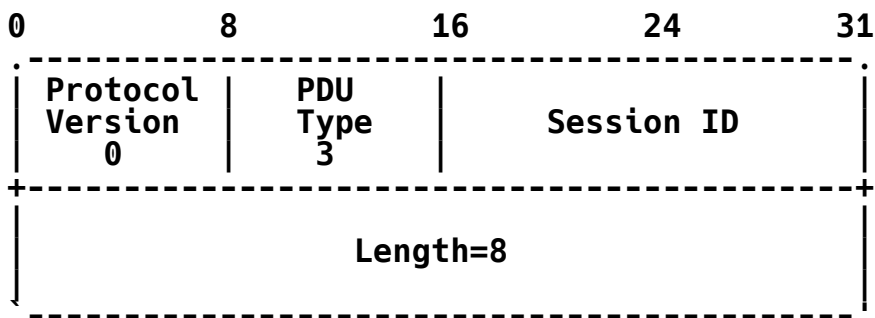 0 8 16 24 31
Protocol PDU
Version Type Session ID
0 3
Length=8